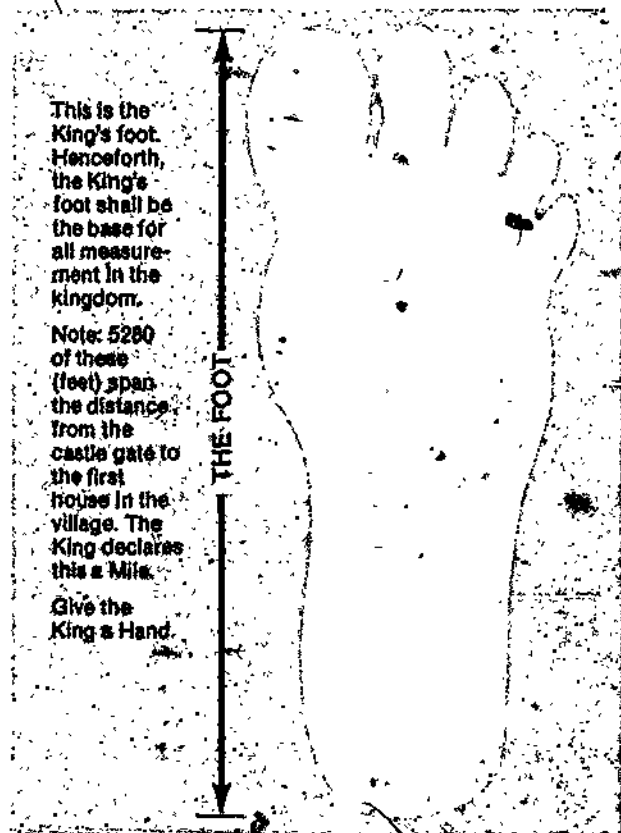 This is the
King's foot.
Henceforth,
the King's
foot shall be
the base for
all measure-
ment in the
kingdom.
Note: 5280
of these
(feet) span
the distance
from the
castle gate to
the first
house in the
village. The
King declares
this a Mile.
Give the
King a Hand.
THE FOOT